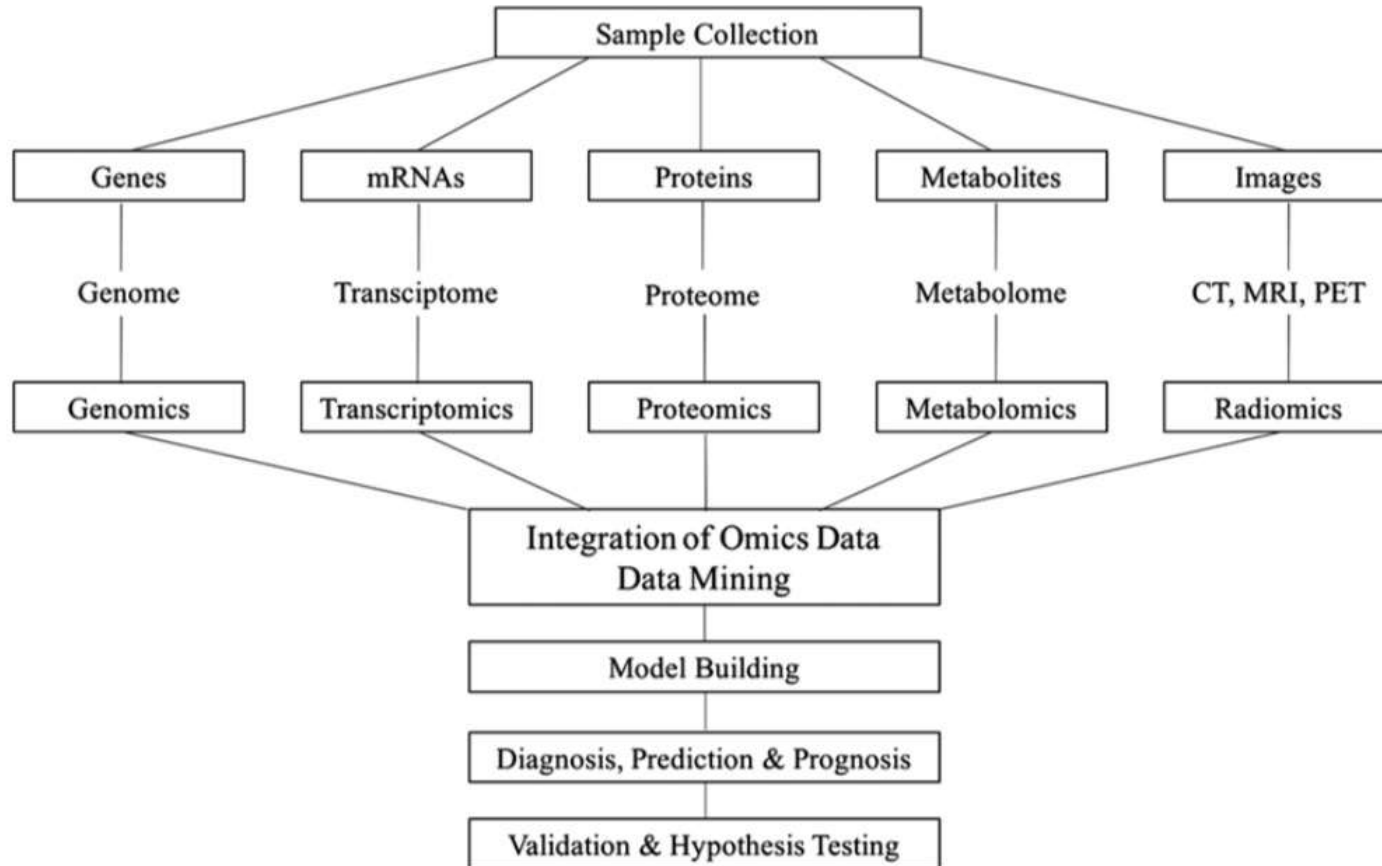 Sample Collection
Genes
mRNAs
Proteins
Metabolites
Images
Genome
Transciptome
Proteome
Metabolome
CT, MRI, PET
Genomics
Transcriptomics
Proteomics
Metabolomics
Radiomics
Integration of Omics Data
Data Mining
Model Building
Diagnosis, Prediction & Prognosis
Validation & Hypothesis Testing